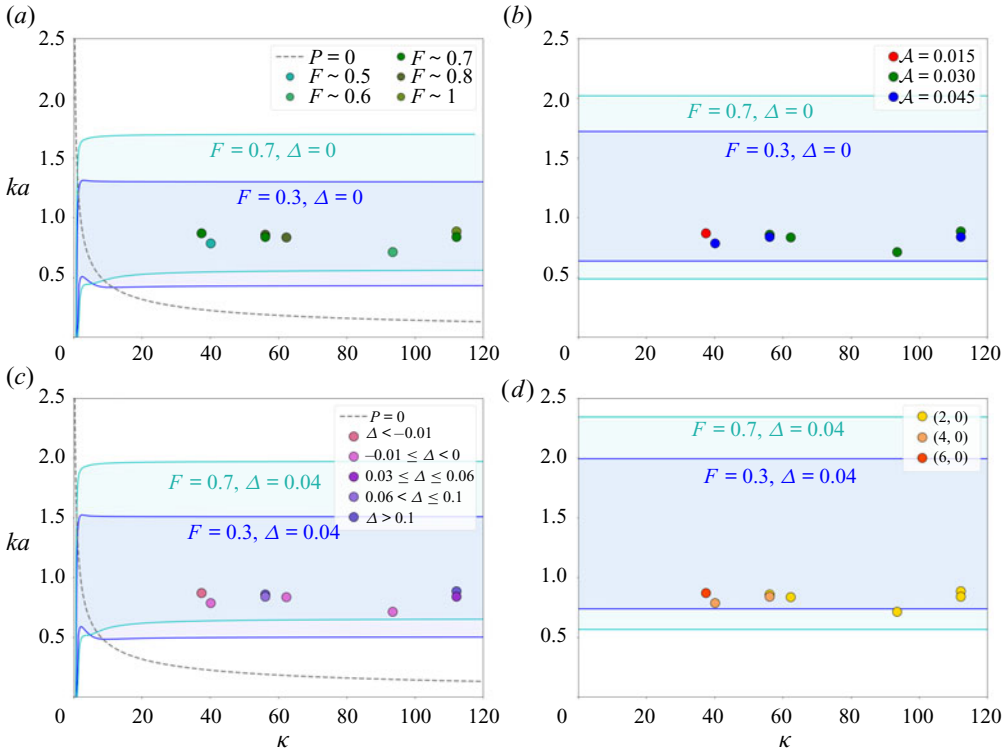 (a)
(b)
2.5
2.0
1.5
ka
1.0
0.5
0
20
40
60
80
100
120
P = 0
F ~ 0.5
F ~ 0.6
F ~ 0.7
F ~ 0.8
F ~ 1
F = 0.7, Δ = 0
F = 0.3, Δ = 0
2.5
2.0
1.5
1.0
0.5
0
20
40
60
80
100
120
𝒜 = 0.015
𝒜 = 0.030
𝒜 = 0.045
F = 0.7, Δ = 0
F = 0.3, Δ = 0
(c)
(d)
2.5
2.0
1.5
ka
1.0
0.5
0
20
40
60
80
100
120
κ
P = 0
Δ < −0.01
−0.01 ≤ Δ < 0
0.03 ≤ Δ ≤ 0.06
0.06 < Δ ≤ 0.1
Δ > 0.1
F = 0.7, Δ = 0.04
F = 0.3, Δ = 0.04
2.5
2.0
1.5
1.0
0.5
0
20
40
60
80
100
120
κ
(2, 0)
(4, 0)
(6, 0)
F = 0.7, Δ = 0.04
F = 0.3, Δ = 0.04